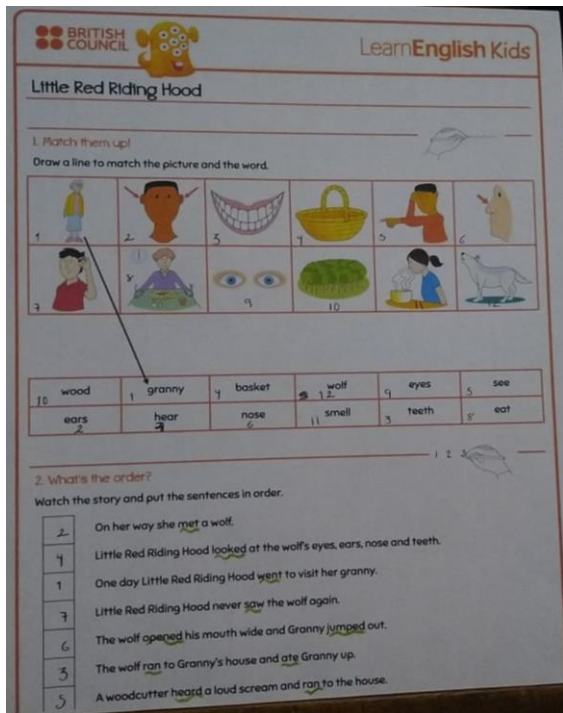 BRITISH
COUNCIL
LearnEnglish Kids
Little Red Riding Hood
1. Match them up!
Draw a line to match the picture and the word.
1 2 3 4 5 6
7 8 9 10 11 12
wood granny basket wolf eyes see
10 1 4 12 9 5
ears hear nose smell teeth eat
2 7 6 11 3 8
1 2 3
2. What's the order?
Watch the story and put the sentences in order.
2 On her way she met a wolf.
4 Little Red Riding Hood looked at the wolf's eyes, ears, nose and teeth.
1 One day Little Red Riding Hood went to visit her granny.
7 Little Red Riding Hood never saw the wolf again.
6 The wolf opened his mouth wide and Granny jumped out.
3 The wolf ran to Granny's house and ate Granny up.
5 A woodcutter heard a loud scream and ran to the house.